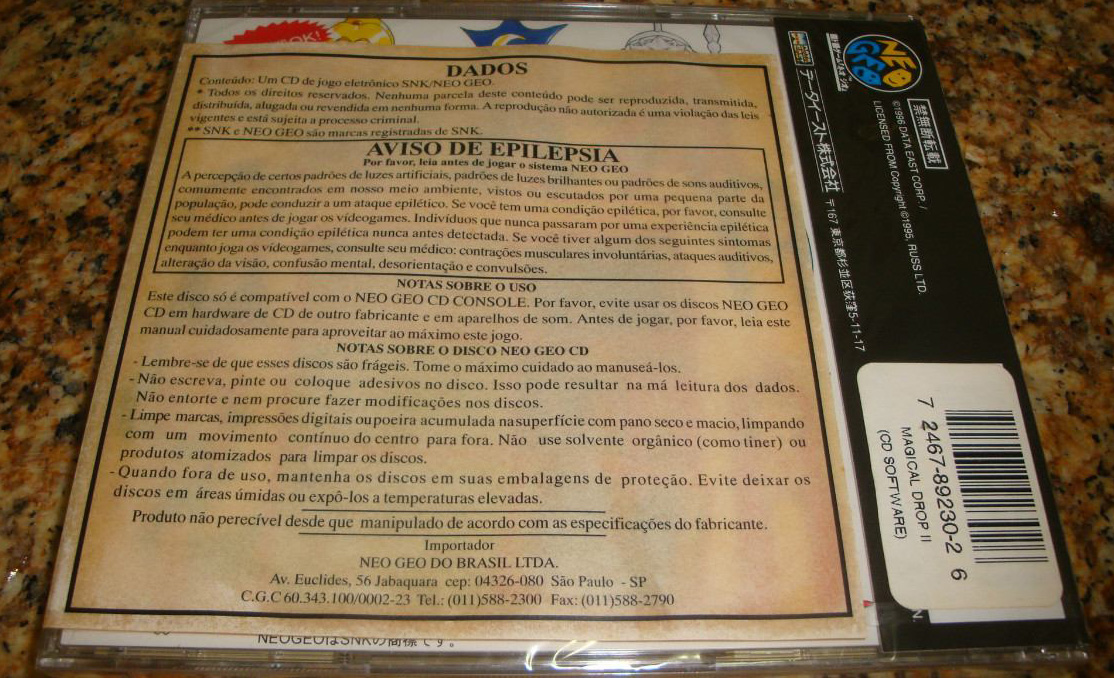 DADOS
Conteúdo: Um CD de jogo eletrônico SNK/NEO GEO.
* Todos os direitos reservados. Nenhuma parcela deste conteúdo pode ser reproduzida, transmitida,
distribuída, alugada ou revendida em nenhuma forma. A reprodução não autorizada é uma violação das leis
vigentes e está sujeita a processo criminal.
** SNK e NEO GEO são marcas registradas de SNK.
AVISO DE EPILEPSIA
Por favor, leia antes de jogar o sistema NEO GEO
A percepção de certos padrões de luzes artificiais, padrões de luzes brilhantes ou padrões de sons auditivos,
comumente encontrados em nosso meio ambiente, vistos ou escutados por uma pequena parte da
população, pode conduzir a um ataque epilético. Se você tem uma condição epilética, por favor, consulte
seu médico antes de jogar os vídeogames. Indivíduos que nunca passaram por uma experiência epilética
podem ter uma condição epilética nunca antes detectada. Se você tiver algum dos seguintes sintomas
enquanto joga os vídeogames, consulte seu médico: contrações musculares involuntárias, ataques auditivos,
alteração da visão, confusão mental, desorientação e convulsões.
NOTAS SOBRE O USO
Este disco só é compatível com o NEO GEO CD CONSOLE. Por favor, evite usar os discos NEO GEO
CD em hardware de CD de outro fabricante e em aparelhos de som. Antes de jogar, por favor, leia este
manual cuidadosamente para aproveitar ao máximo este jogo.
NOTAS SOBRE O DISCO NEO GEO CD
- Lembre-se de que esses discos são frágeis. Tome o máximo cuidado ao manuseá-los.
- Não escreva, pinte ou coloque adesivos no disco. Isso pode resultar na má leitura dos dados.
Não entorte e nem procure fazer modificações nos discos.
- Limpe marcas, impressões digitais ou poeira acumulada na superfície com pano seco e macio, limpando
com um movimento contínuo do centro para fora. Não use solvente orgânico (como tiner) ou
produtos atomizados para limpar os discos.
- Quando fora de uso, mantenha os discos em suas embalagens de proteção. Evite deixar os
discos em áreas úmidas ou expô-los a temperaturas elevadas.
Produto não perecível desde que manipulado de acordo com as especificações do fabricante.
Importador
NEO GEO DO BRASIL LTDA.
Av. Euclides, 56 Jabaquara cep: 04326-080 São Paulo - SP
C.G.C 60.343.100/0002-23 Tel.: (011)588-2300 Fax: (011)588-2790
NEOGEOはSNKの商標です。
NEO
GEO
禁無断転載
©1996 DATA EAST CORP. /
LICENSED FROM Copyright ©1995, RUSS LTD.
データイースト株式会社 〒167 東京都杉並区荻窪5-11-17
7 2467-89230-2 6
MAGICAL DROP II
(CD SOFTWARE)